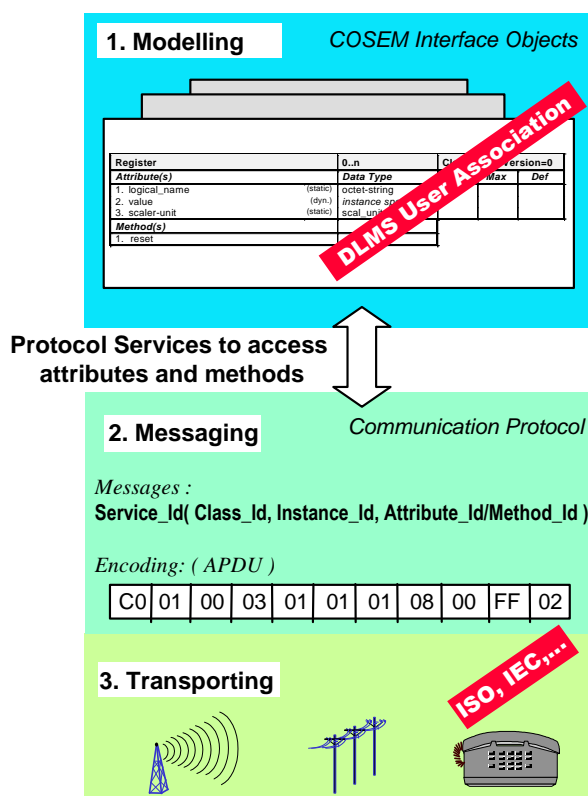 1. Modelling
COSEM Interface Objects
Register 0..n
Attribute(s) Data Type Max Def
1. logical_name (static) octet-string
2. value (dyn.) instance
3. scaler-unit (static)
Method(s)
1. reset
DLMS User Association
Protocol Services to access
attributes and methods
2. Messaging
Communication Protocol
Messages :
Service_Id( Class_Id, Instance_Id, Attribute_Id/Method_Id )
Encoding: ( APDU )
C0 01 00 03 01 01 01 08 00 FF 02
3. Transporting
ISO, IEC,...